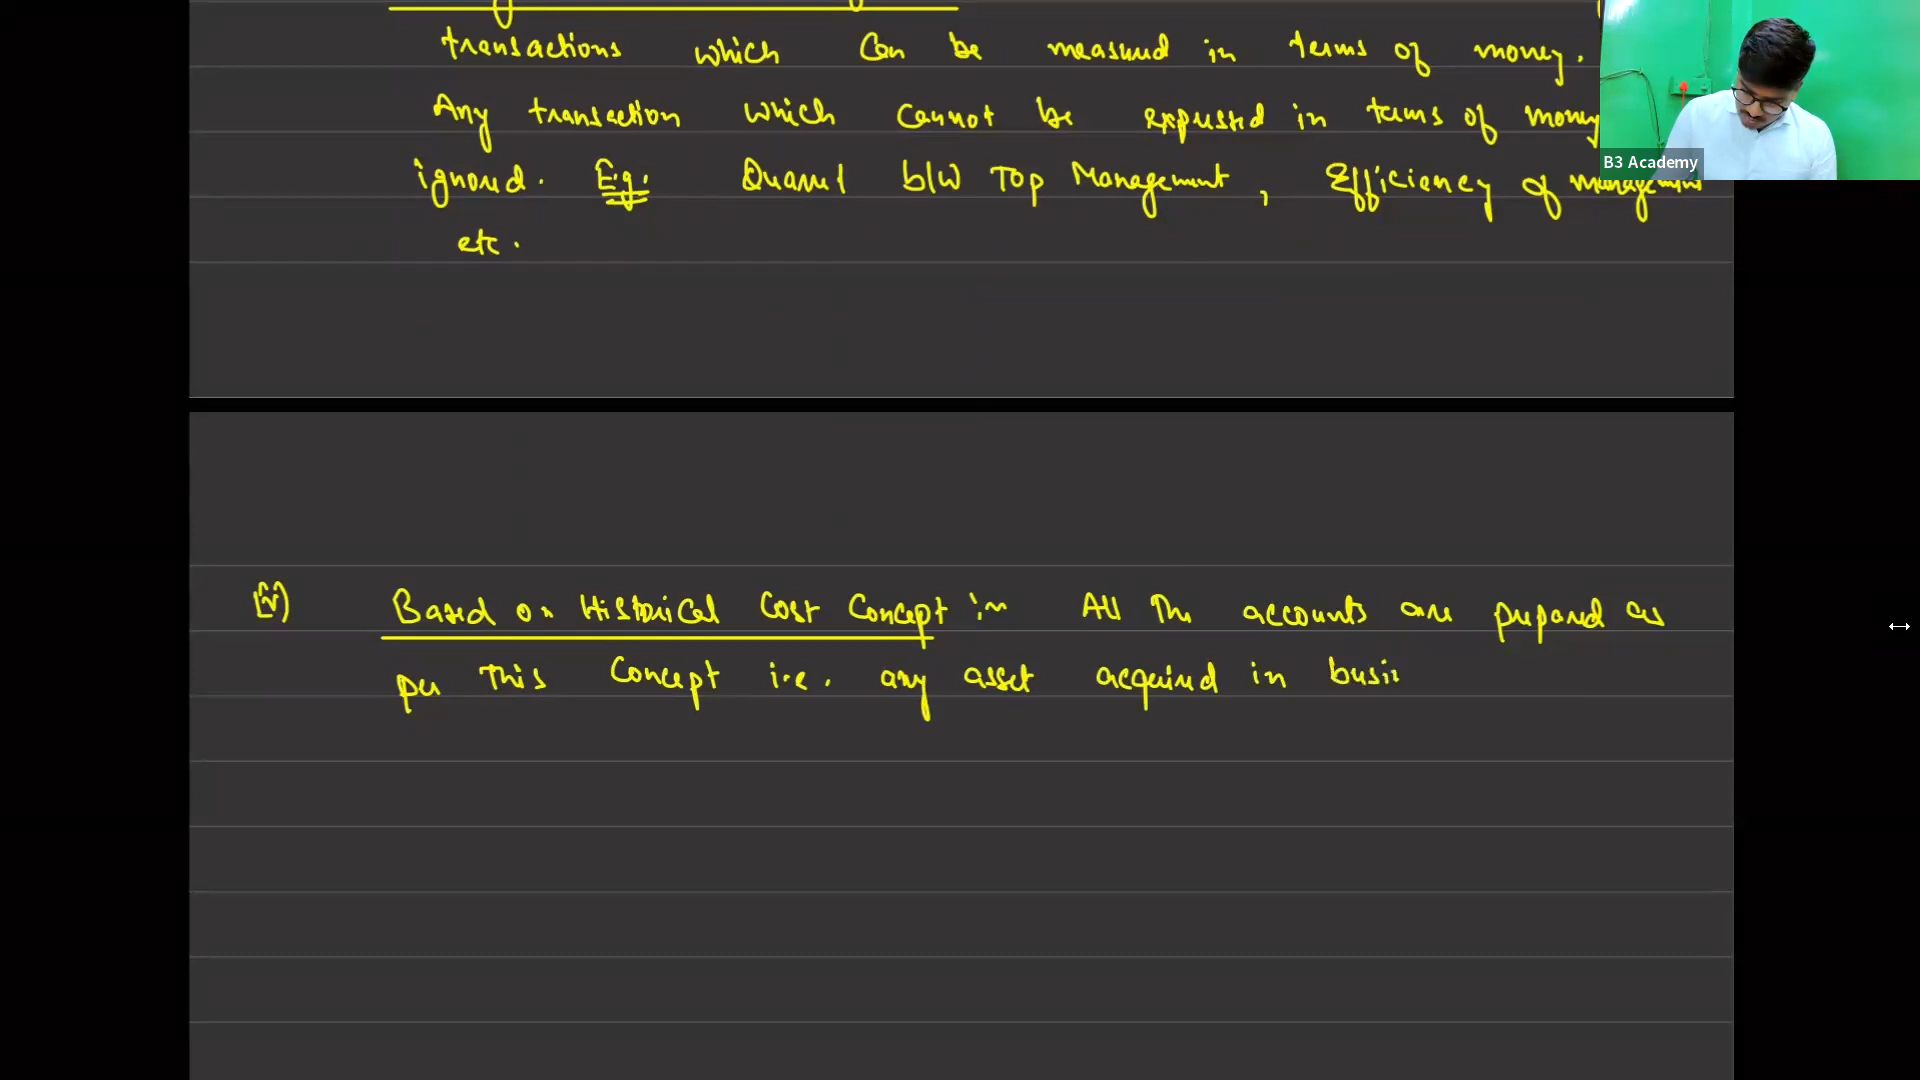 transactions which can be measured in terms of money.
Any transaction which cannot be expressed in terms of money
ignored. E.g. Quarrel b/w Top Management, Efficiency of management
etc.
B3 Academy
(v) Based on Historical Cost Concept :~ All the accounts are prepared as
per this concept i.e. any asset acquired in busi